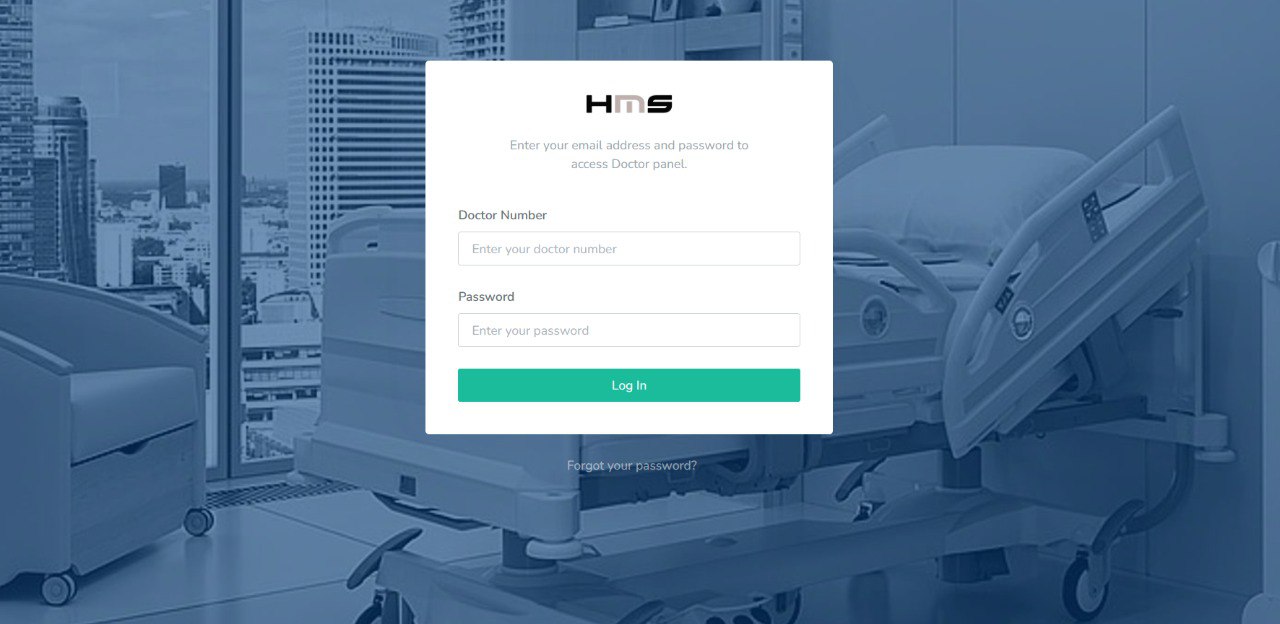 HMS
Enter your email address and password to
access Doctor panel.
Doctor Number
Enter your doctor number
Password
Enter your password
Log In
Forgot your password?